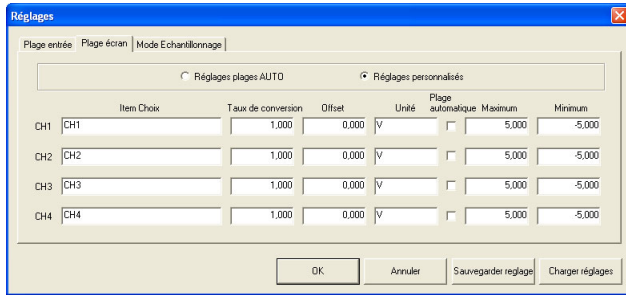 Réglages
Plage entrée Plage écran Mode Echantillonnage
Réglages plages AUTO Réglages personnalisés
Item Choix Taux de conversion Offset Unité Plage automatique Maximum Minimum
CH1 CH1 1,000 0,000 V 5,000 -5,000
CH2 CH2 1,000 0,000 V 5,000 -5,000
CH3 CH3 1,000 0,000 V 5,000 -5,000
CH4 CH4 1,000 0,000 V 5,000 -5,000
OK Annuler Sauvegarder reglage Charger réglages